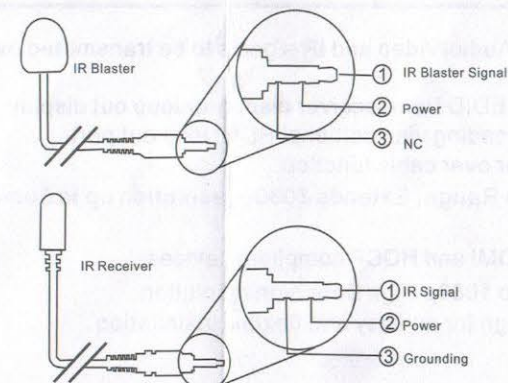 IR Blaster
① IR Blaster Signal
② Power
③ NC
IR Receiver
① IR Signal
② Power
③ Grounding